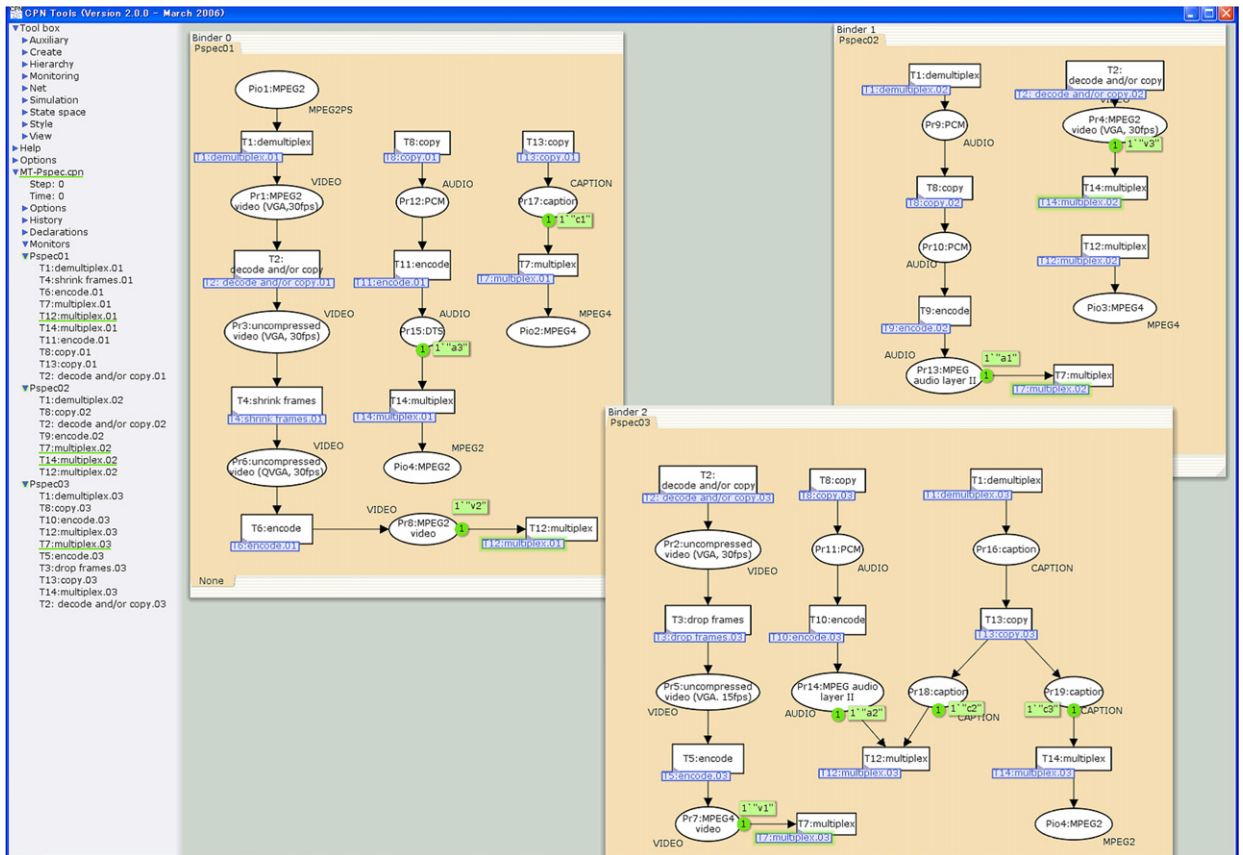 CPN Tools (Version 2.0.0 - March 2006)
Tool box
Auxiliary
Create
Hierarchy
Monitoring
Net
Simulation
State space
Style
View
Help
Options
MT-Pspec.cpn
Step: 0
Time: 0
Options
History
Declarations
Monitors
Pspec01
T1:demultiplex.01
T4:shrink frames.01
T6:encode.01
T7:multiplex.01
T12:multiplex.01
T14:multiplex.01
T11:encode.01
T8:copy.01
T13:copy.01
T2: decode and/or copy.01
Pspec02
T1:demultiplex.02
T8:copy.02
T2: decode and/or copy.02
T9:encode.02
T7:multiplex.02
T14:multiplex.02
T12:multiplex.02
Pspec03
T1:demultiplex.03
T8:copy.03
T10:encode.03
T12:multiplex.03
T7:multiplex.03
T5:encode.03
T3:drop frames.03
T13:copy.03
T14:multiplex.03
T2: decode and/or copy.03
Binder 0
Pspec01
Pio1:MPEG2
MPEG2PS
T1:demultiplex
T1:demultiplex.01
VIDEO
Pr1:MPEG2
video (VGA,30fps)
T2:
decode and/or copy
T2: decode and/or copy.01
VIDEO
Pr3:uncompressed
video (VGA, 30fps)
T4:shrink frames
T4:shrink frames.01
VIDEO
Pr6:uncompressed
video (QVGA, 30fps)
T6:encode
T6:encode.01
VIDEO
Pr8:MPEG2
video
1
1`"v2"
T12:multiplex
T12:multiplex.01
T8:copy
T8:copy.01
AUDIO
Pr12:PCM
T11:encode
T11:encode.01
AUDIO
Pr15:DTS
1
1`"a3"
T14:multiplex
T14:multiplex.01
MPEG2
Pio4:MPEG2
T13:copy
T13:copy.01
CAPTION
Pr17:caption
1
1`"c1"
T7:multiplex
T7:multiplex.01
MPEG4
Pio2:MPEG4
None
Binder 1
Pspec02
T1:demultiplex
T1:demultiplex.02
Pr9:PCM
AUDIO
T8:copy
T8:copy.02
Pr10:PCM
AUDIO
T9:encode
T9:encode.02
AUDIO
Pr13:MPEG
audio layer II
1
1`"a1"
T7:multiplex
T7:multiplex.02
T2:
decode and/or copy
T2: decode and/or copy.02
VIDEO
Pr4:MPEG2
video (VGA, 30fps)
1
1`"v3"
T14:multiplex
T14:multiplex.02
T12:multiplex
T12:multiplex.02
Pio3:MPEG4
MPEG4
Binder 2
Pspec03
T2:
decode and/or copy
T2: decode and/or copy.03
Pr2:uncompressed
video (VGA, 30fps)
VIDEO
T3:drop frames
T3:drop frames.03
Pr5:uncompressed
video (VGA. 15fps)
VIDEO
T5:encode
T5:encode.03
Pr7:MPEG4
video
VIDEO
1
1`"v1"
T7:multiplex
T7:multiplex.03
T8:copy
T8:copy.03
Pr11:PCM
AUDIO
T10:encode
T10:encode.03
Pr14:MPEG audio
layer II
AUDIO
1
1`"a2"
T12:multiplex
T12:multiplex.03
T1:demultiplex
T1:demultiplex.03
Pr16:caption
CAPTION
T13:copy
T13:copy.03
Pr18:caption
1
1`"c2"
CAPTION
Pr19:caption
1`"c3"
1
CAPTION
T14:multiplex
T14:multiplex.03
Pio4:MPEG2
MPEG2